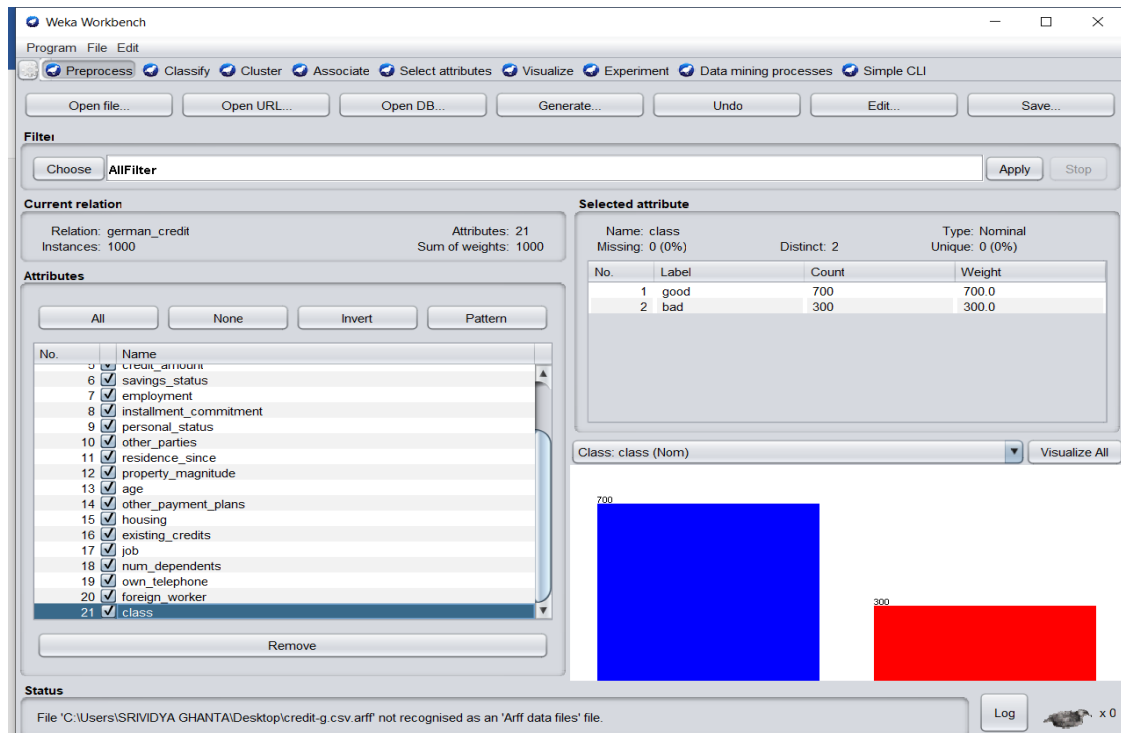 Weka Workbench
Program File Edit
Preprocess Classify Cluster Associate Select attributes Visualize Experiment Data mining processes Simple CLI
Open file... Open URL... Open DB... Generate... Undo Edit... Save...
Filter
Choose AllFilter Apply Stop
Current relation
Relation: german_credit Attributes: 21
Instances: 1000 Sum of weights: 1000
Attributes
All None Invert Pattern
No. Name
5 credit_amount
6 savings_status
7 employment
8 installment_commitment
9 personal_status
10 other_parties
11 residence_since
12 property_magnitude
13 age
14 other_payment_plans
15 housing
16 existing_credits
17 job
18 num_dependents
19 own_telephone
20 foreign_worker
21 class
Remove
Selected attribute
Name: class Type: Nominal
Missing: 0 (0%) Distinct: 2 Unique: 0 (0%)
No. Label Count Weight
1 good 700 700.0
2 bad 300 300.0
Class: class (Nom) Visualize All
700
300
Status
File 'C:\Users\SRIVIDYA GHANTA\Desktop\credit-g.csv.arff' not recognised as an 'Arff data files' file.
Log x 0